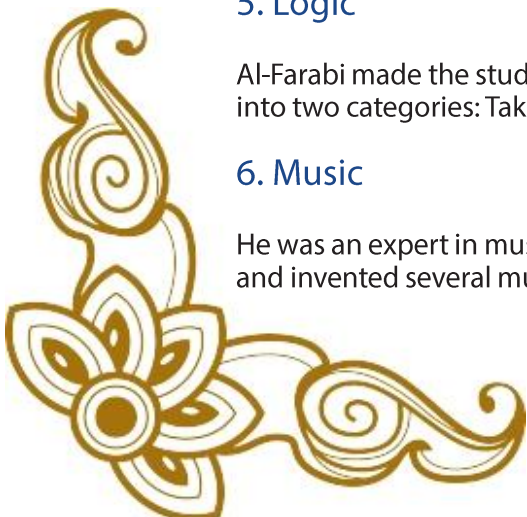 5. Logic
Al-Farabi made the stud
into two categories: Tak
6. Music
He was an expert in mu
and invented several mu